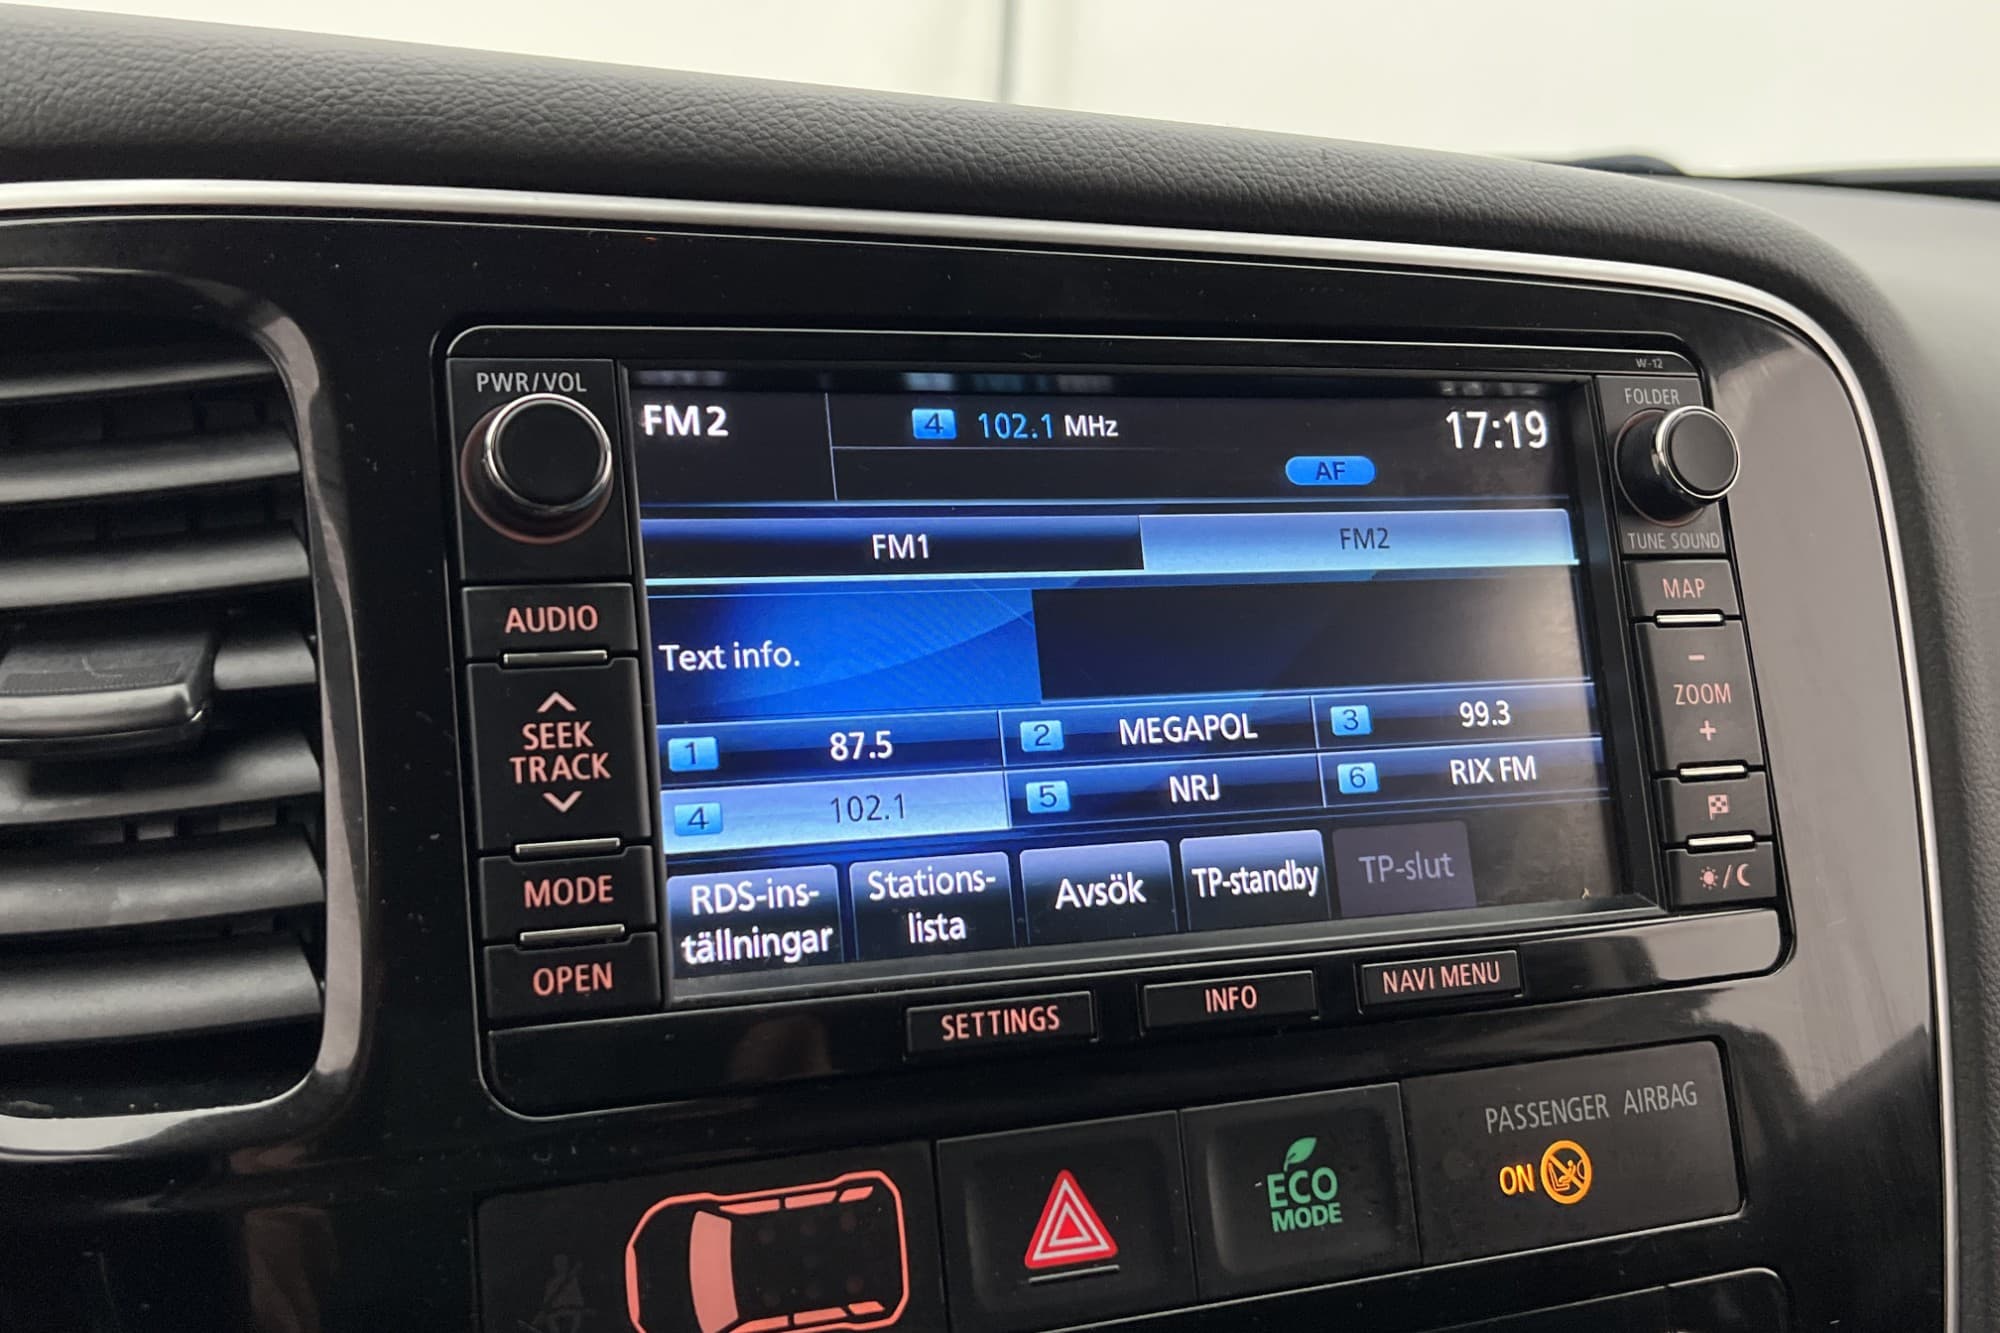 W-12
PWR/VOL
FOLDER
FM2
4 102.1 MHz
17:19
AF
TUNE SOUND
FM1
FM2
AUDIO
MAP
Text info.
−
ZOOM
+
SEEK
TRACK
1 87.5
2 MEGAPOL
3 99.3
4 102.1
5 NRJ
6 RIX FM
MODE
RDS-ins-
tällningar
Stations-
lista
Avsök
TP-standby
TP-slut
OPEN
SETTINGS
INFO
NAVI MENU
PASSENGER AIRBAG
ON
ECO
MODE